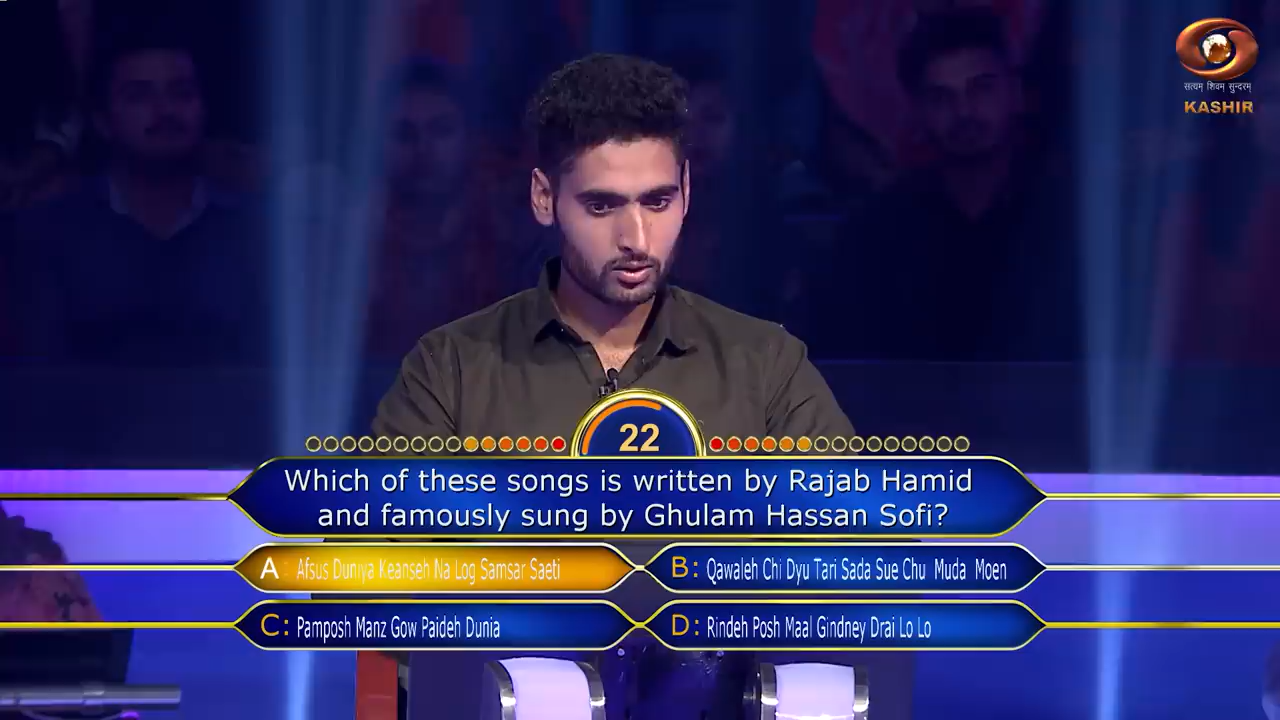 सत्यम् शिवम् सुन्दरम्
KASHIR
22
Which of these songs is written by Rajab Hamid
and famously sung by Ghulam Hassan Sofi?
A: Afsus Duniya Keanseh Na Log Samsar Saeti
B: Qawaleh Chi Dyu Tari Sada Sue Chu Muda Moen
C: Pamposh Manz Gow Paideh Dunia
D: Rindeh Posh Maal Gindney Drai Lo Lo